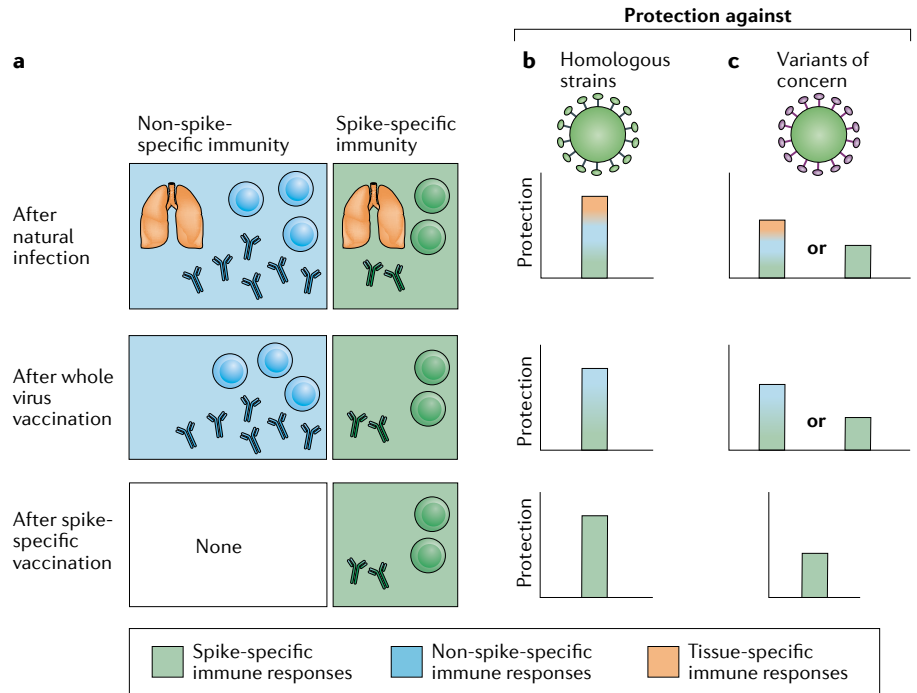 Protection against
a
b
Homologous
strains
c
Variants of
concern
Non-spike-
specific immunity
Spike-specific
immunity
After
natural
infection
Protection
or
After whole
virus
vaccination
Protection
or
After spike-
specific
vaccination
None
Protection
Spike-specific
immune responses
Non-spike-specific
immune responses
Tissue-specific
immune responses